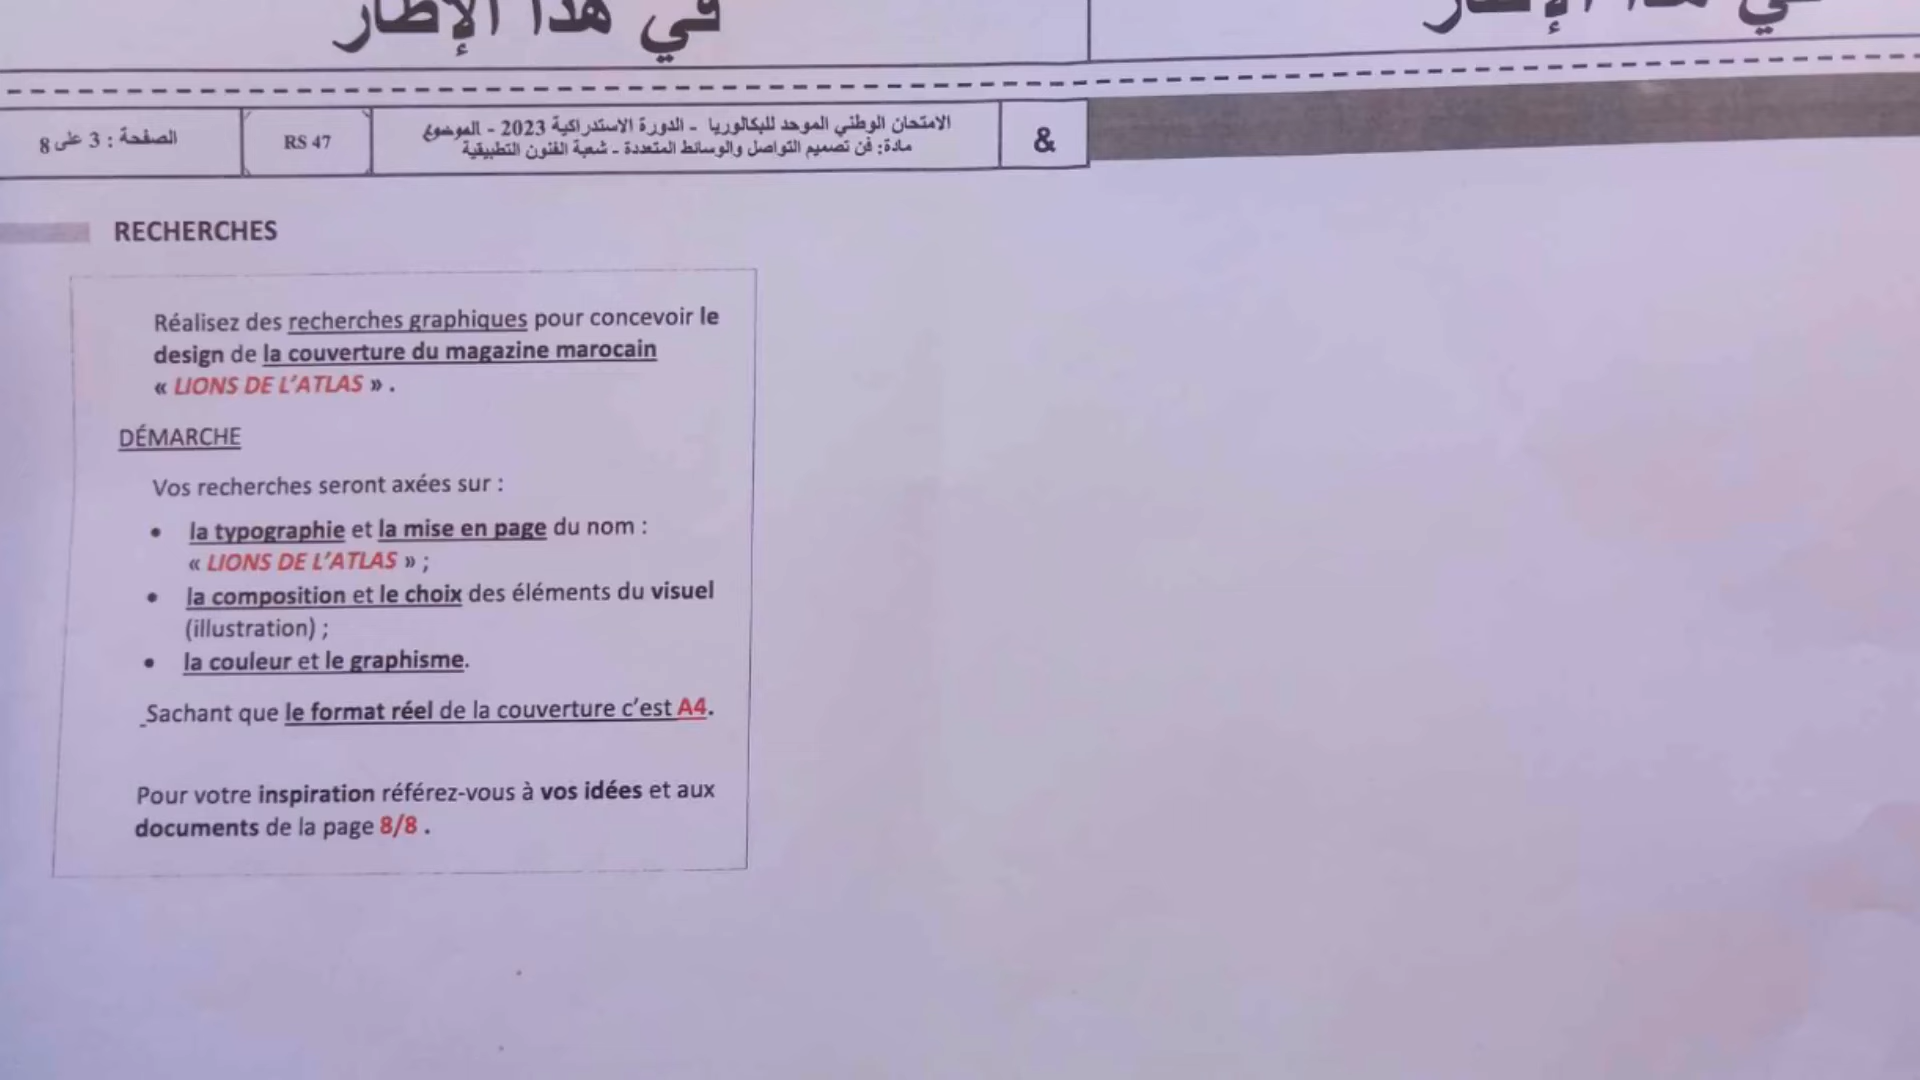 في هذا الإطار
في هذا الإطار
الصفحة : 3 على 8
RS 47
الامتحان الوطني الموحد للبكالوريا - الدورة الاستدراكية 2023 - الموضوع
مادة: فن تصميم التواصل والوسائط المتعددة - شعبة الفنون التطبيقية
&
RECHERCHES
Réalisez des recherches graphiques pour concevoir le
design de la couverture du magazine marocain
« LIONS DE L’ATLAS » .
DÉMARCHE
Vos recherches seront axées sur :
• la typographie et la mise en page du nom :
« LIONS DE L’ATLAS » ;
• la composition et le choix des éléments du visuel
(illustration) ;
• la couleur et le graphisme.
Sachant que le format réel de la couverture c’est A4.
Pour votre inspiration référez-vous à vos idées et aux
documents de la page 8/8 .